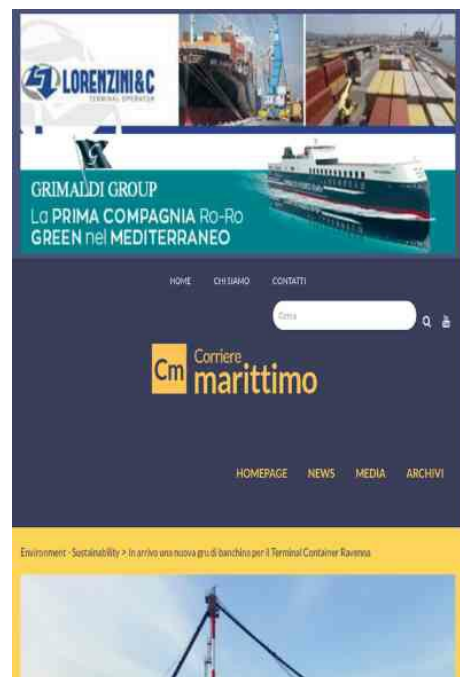 LORENZINI & C
TERMINAL OPERATOR
GRIMALDI GROUP
La PRIMA COMPAGNIA Ro-Ro
GREEN nel MEDITERRANEO
HOME CHI SIAMO CONTATTI
Cerca
Cm Corriere
marittimo
HOMEPAGE NEWS MEDIA ARCHIVI
Environment - Sustainability > In arrivo una nuova gru di banchina per il Terminal Container Ravenna